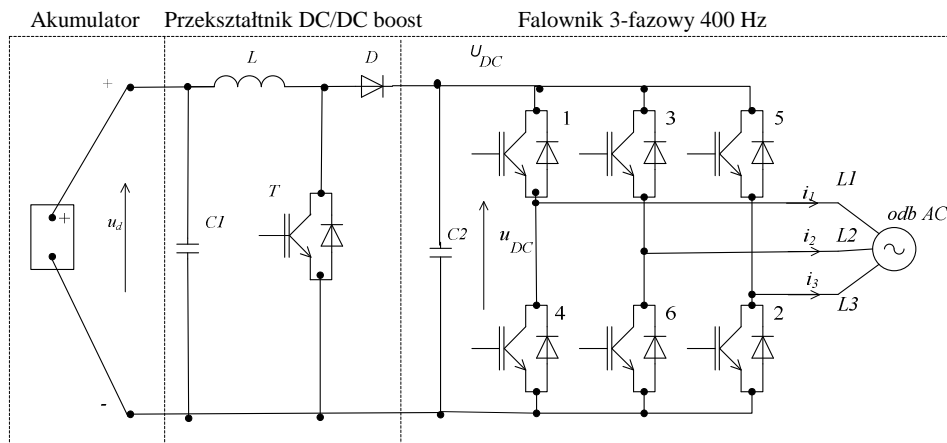 Akumulator Przekształtnik DC/DC boost Falownik 3-fazowy 400 Hz
L D U_DC
+ 1 3 5
T
+
u_d C1 C2 u_DC
i_1 L1
odb AC
i_2 L2
i_3 L3
4 6 2
-